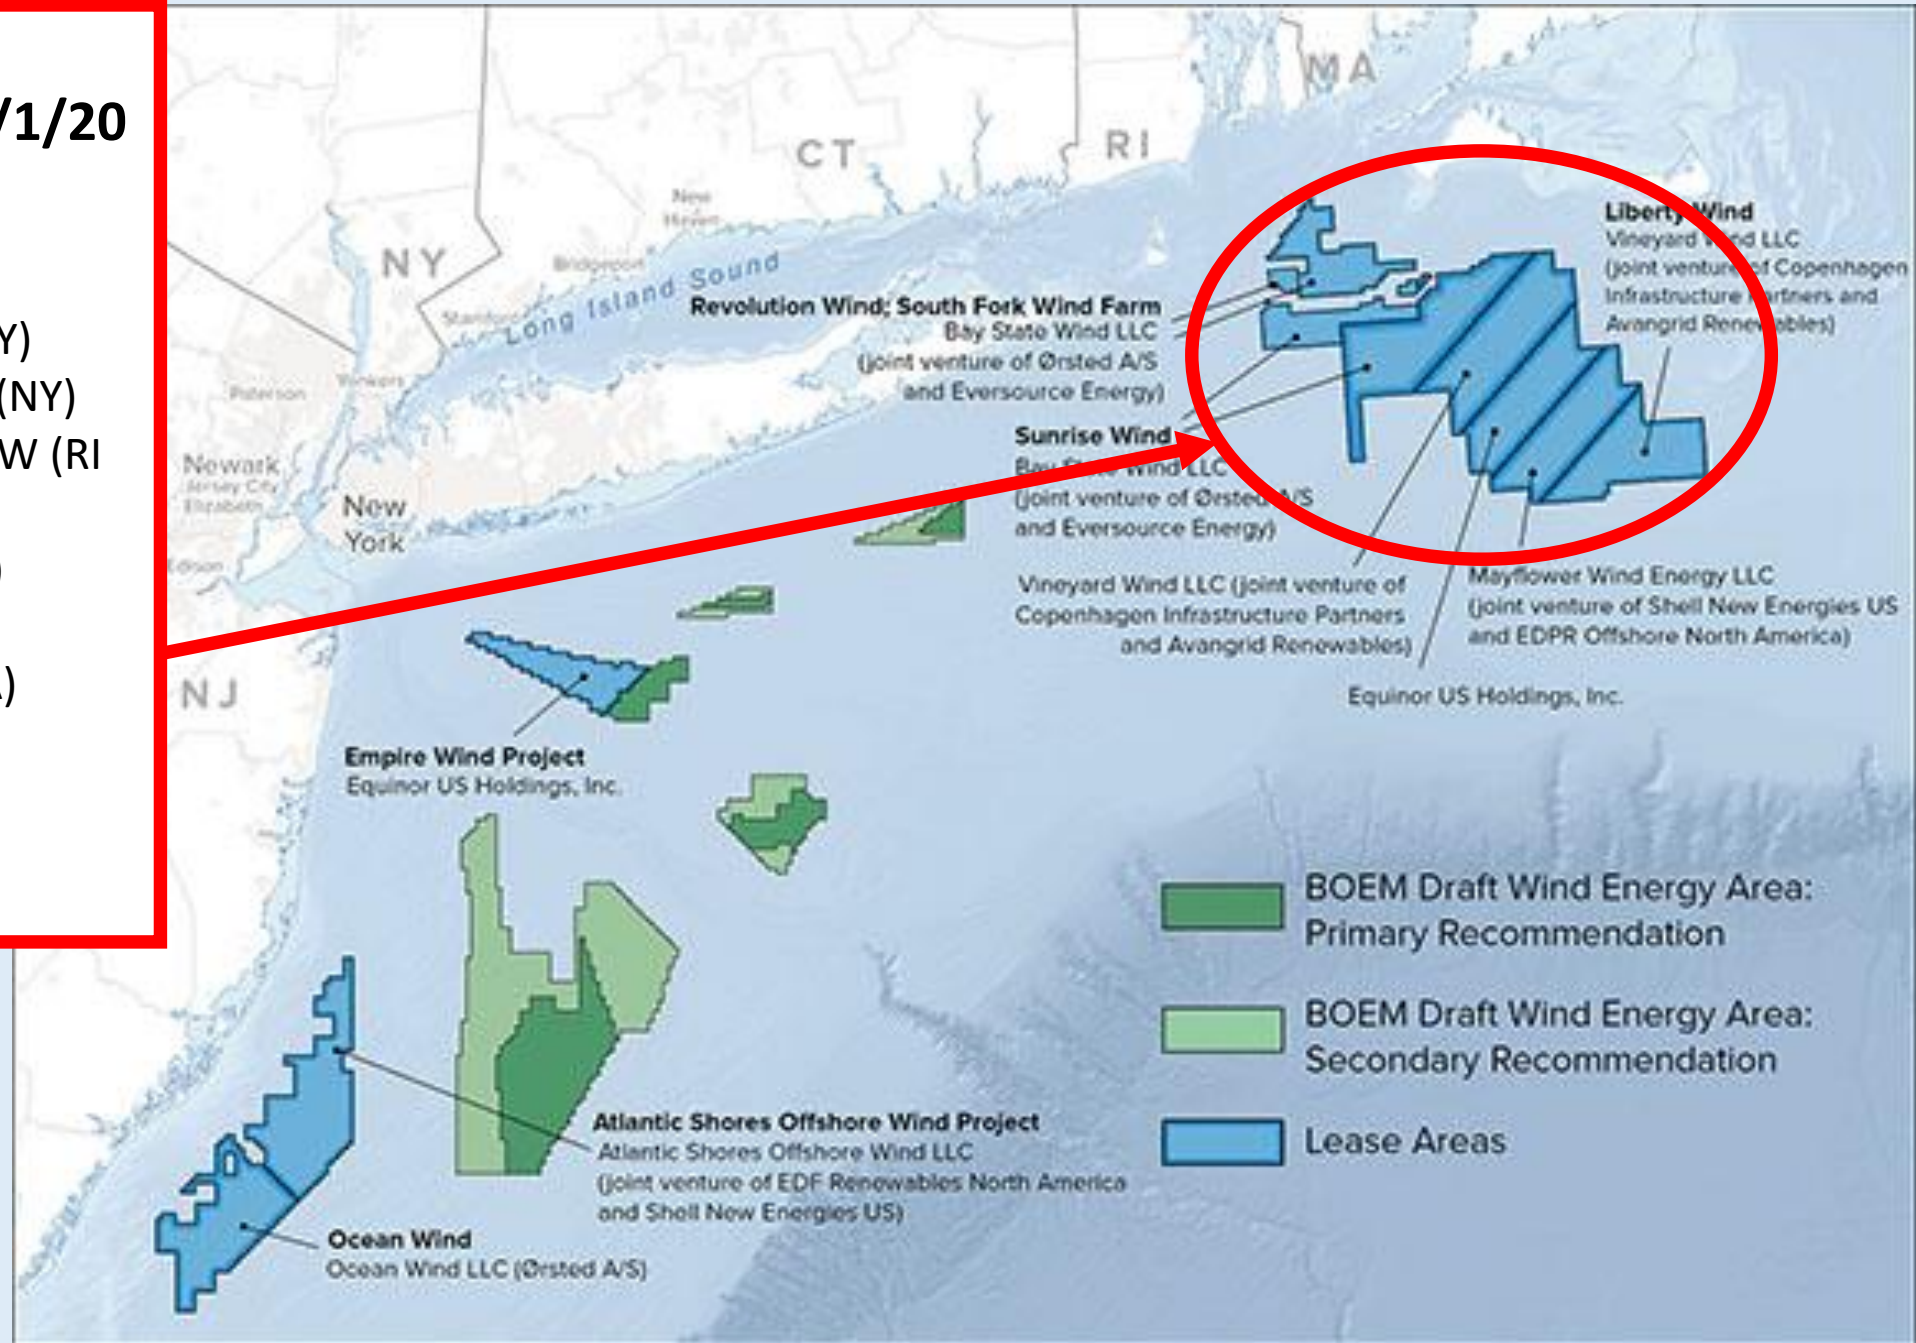 /1/20
Y)
(NY)
W (RI
)
A)
MA
CT
RI
NY
NJ
New
Haven
Bridgeport
Long Island Sound
Stamford
Yonkers
Paterson
Newark
Jersey City
Elizabeth
Edison
New
York
Revolution Wind; South Fork Wind Farm
Bay State Wind LLC
(joint venture of Ørsted A/S
and Eversource Energy)
Sunrise Wind
Bay State Wind LLC
(joint venture of Ørsted A/S
and Eversource Energy)
Liberty Wind
Vineyard Wind LLC
(joint venture of Copenhagen
Infrastructure Partners and
Avangrid Renewables)
Vineyard Wind LLC (joint venture of
Copenhagen Infrastructure Partners
and Avangrid Renewables)
Mayflower Wind Energy LLC
(joint venture of Shell New Energies US
and EDPR Offshore North America)
Equinor US Holdings, Inc.
Empire Wind Project
Equinor US Holdings, Inc.
BOEM Draft Wind Energy Area:
Primary Recommendation
BOEM Draft Wind Energy Area:
Secondary Recommendation
Lease Areas
Atlantic Shores Offshore Wind Project
Atlantic Shores Offshore Wind LLC
(joint venture of EDF Renewables North America
and Shell New Energies US)
Ocean Wind
Ocean Wind LLC (Ørsted A/S)